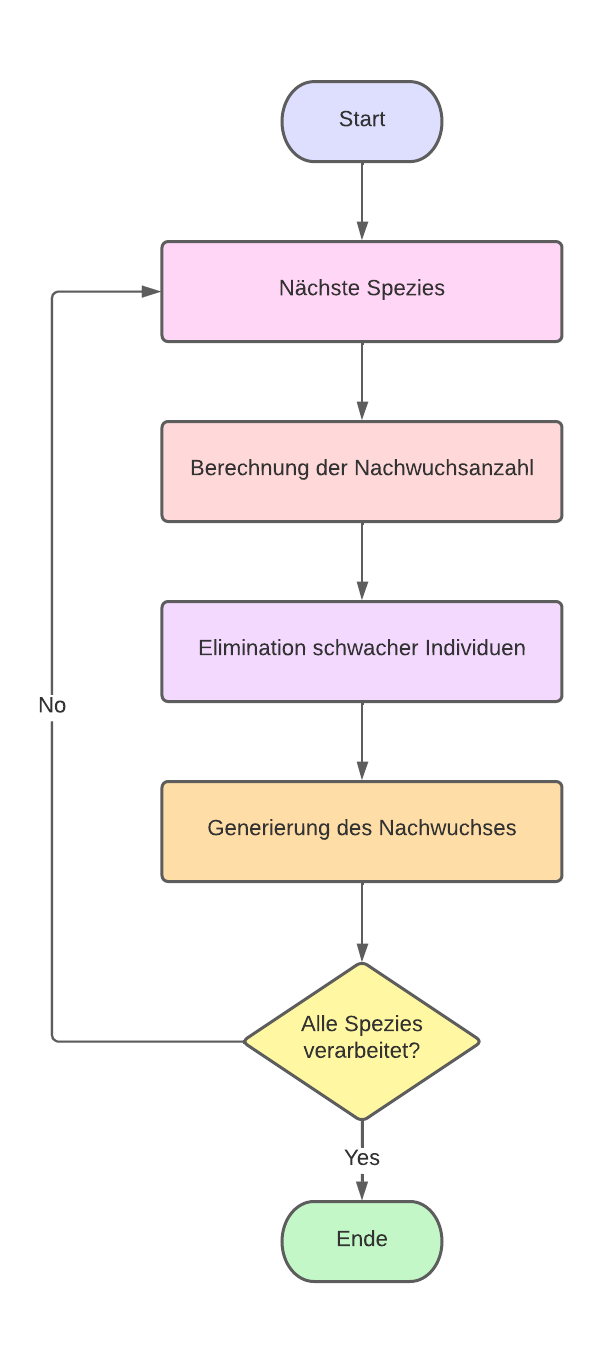 Start
Nächste Spezies
Berechnung der Nachwuchsanzahl
Elimination schwacher Individuen
No
Generierung des Nachwuchses
Alle Spezies
verarbeitet?
Yes
Ende